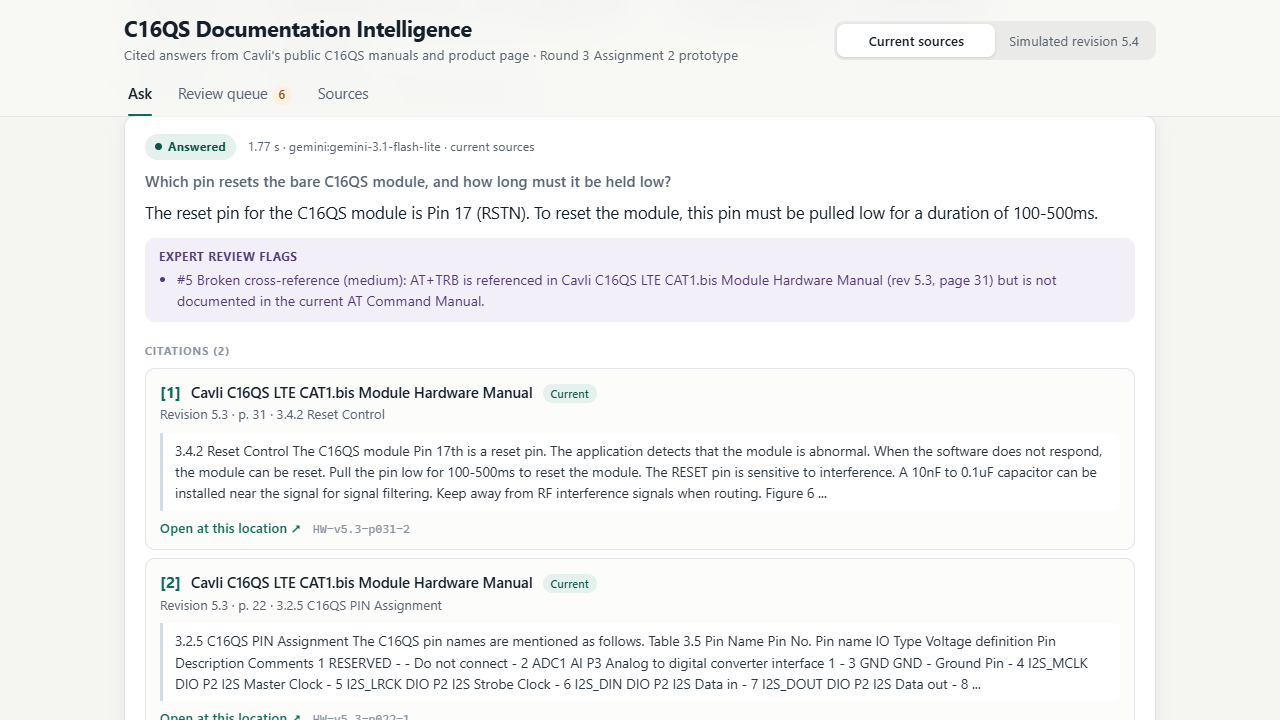 C16QS Documentation Intelligence
Cited answers from Cavli's public C16QS manuals and product page · Round 3 Assignment 2 prototype
Current sources
Simulated revision 5.4
Ask
Review queue 6
Sources
Answered
1.77 s · gemini:gemini-3.1-flash-lite · current sources
Which pin resets the bare C16QS module, and how long must it be held low?
The reset pin for the C16QS module is Pin 17 (RSTN). To reset the module, this pin must be pulled low for a duration of 100-500ms.
EXPERT REVIEW FLAGS
• #5 Broken cross-reference (medium): AT+TRB is referenced in Cavli C16QS LTE CAT1.bis Module Hardware Manual (rev 5.3, page 31) but is not
documented in the current AT Command Manual.
CITATIONS (2)
[1] Cavli C16QS LTE CAT1.bis Module Hardware Manual Current
Revision 5.3 · p. 31 · 3.4.2 Reset Control
3.4.2 Reset Control The C16QS module Pin 17th is a reset pin. The application detects that the module is abnormal. When the software does not respond,
the module can be reset. Pull the pin low for 100-500ms to reset the module. The RESET pin is sensitive to interference. A 10nF to 0.1uF capacitor can be
installed near the signal for signal filtering. Keep away from RF interference signals when routing. Figure 6 ...
Open at this location ↗ HW-v5.3-p031-2
[2] Cavli C16QS LTE CAT1.bis Module Hardware Manual Current
Revision 5.3 · p. 22 · 3.2.5 C16QS PIN Assignment
3.2.5 C16QS PIN Assignment The C16QS pin names are mentioned as follows. Table 3.5 Pin Name Pin No. Pin name IO Type Voltage definition Pin
Description Comments 1 RESERVED - - Do not connect - 2 ADC1 AI P3 Analog to digital converter interface 1 - 3 GND GND - Ground Pin - 4 I2S_MCLK
DIO P2 I2S Master Clock - 5 I2S_LRCK DIO P2 I2S Strobe Clock - 6 I2S_DIN DIO P2 I2S Data in - 7 I2S_DOUT DIO P2 I2S Data out - 8 ...
Open at this location ↗ HW-v5.3-p022-1